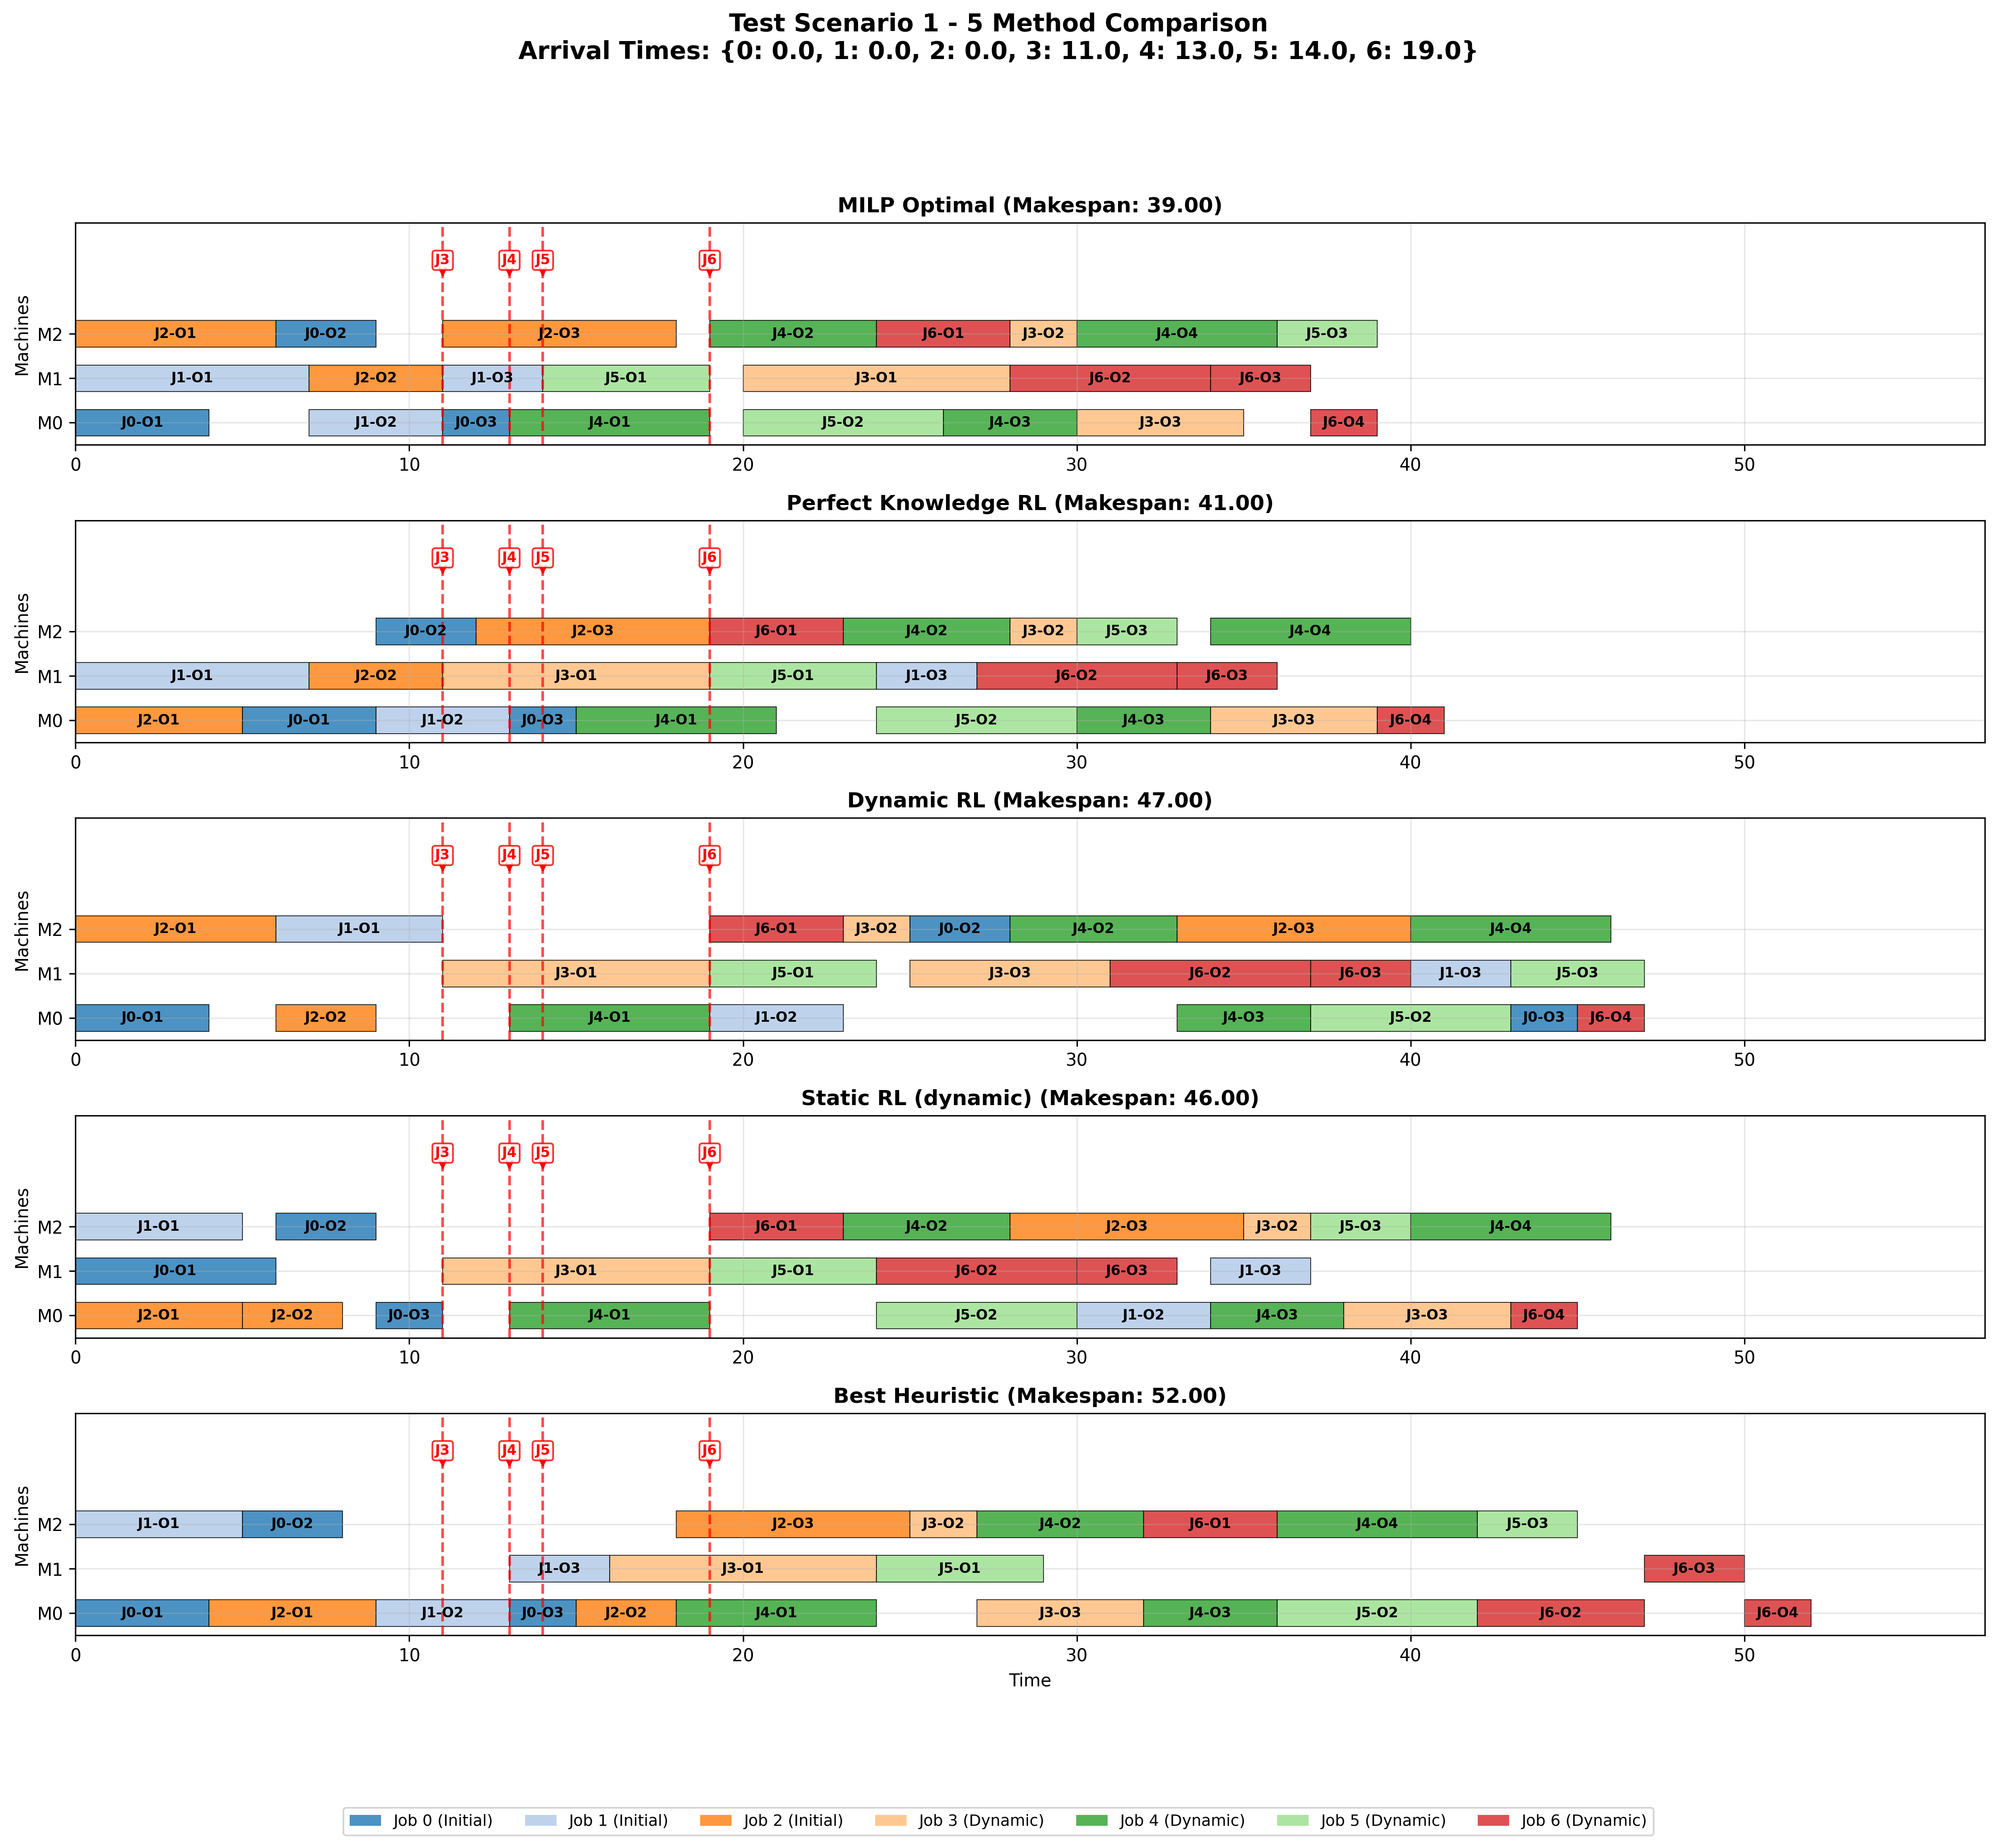 Test Scenario 1 - 5 Method Comparison
Arrival Times: {0: 0.0, 1: 0.0, 2: 0.0, 3: 11.0, 4: 13.0, 5: 14.0, 6: 19.0}
MILP Optimal (Makespan: 39.00)
J3 J4 J5 J6
Machines
M2 J2-O1 J0-O2 J2-O3 J4-O2 J6-O1 J3-O2 J4-O4 J5-O3
M1 J1-O1 J2-O2 J1-O3 J5-O1 J3-O1 J6-O2 J6-O3
M0 J0-O1 J1-O2 J0-O3 J4-O1 J5-O2 J4-O3 J3-O3 J6-O4
0 10 20 30 40 50
Perfect Knowledge RL (Makespan: 41.00)
J3 J4 J5 J6
Machines
M2 J0-O2 J2-O3 J6-O1 J4-O2 J3-O2 J5-O3 J4-O4
M1 J1-O1 J2-O2 J3-O1 J5-O1 J1-O3 J6-O2 J6-O3
M0 J2-O1 J0-O1 J1-O2 J0-O3 J4-O1 J5-O2 J4-O3 J3-O3 J6-O4
0 10 20 30 40 50
Dynamic RL (Makespan: 47.00)
J3 J4 J5 J6
Machines
M2 J2-O1 J1-O1 J6-O1 J3-O2 J0-O2 J4-O2 J2-O3 J4-O4
M1 J3-O1 J5-O1 J3-O3 J6-O2 J6-O3 J1-O3 J5-O3
M0 J0-O1 J2-O2 J4-O1 J1-O2 J4-O3 J5-O2 J0-O3 J6-O4
0 10 20 30 40 50
Static RL (dynamic) (Makespan: 46.00)
J3 J4 J5 J6
Machines
M2 J1-O1 J0-O2 J6-O1 J4-O2 J2-O3 J3-O2 J5-O3 J4-O4
M1 J0-O1 J3-O1 J5-O1 J6-O2 J6-O3 J1-O3
M0 J2-O1 J2-O2 J0-O3 J4-O1 J5-O2 J1-O2 J4-O3 J3-O3 J6-O4
0 10 20 30 40 50
Best Heuristic (Makespan: 52.00)
J3 J4 J5 J6
Machines
M2 J1-O1 J0-O2 J2-O3 J3-O2 J4-O2 J6-O1 J4-O4 J5-O3
M1 J1-O3 J3-O1 J5-O1 J6-O3
M0 J0-O1 J2-O1 J1-O2 J0-O3 J2-O2 J4-O1 J3-O3 J4-O3 J5-O2 J6-O2 J6-O4
0 10 20 30 40 50
Time
Job 0 (Initial) Job 1 (Initial) Job 2 (Initial) Job 3 (Dynamic) Job 4 (Dynamic) Job 5 (Dynamic) Job 6 (Dynamic)